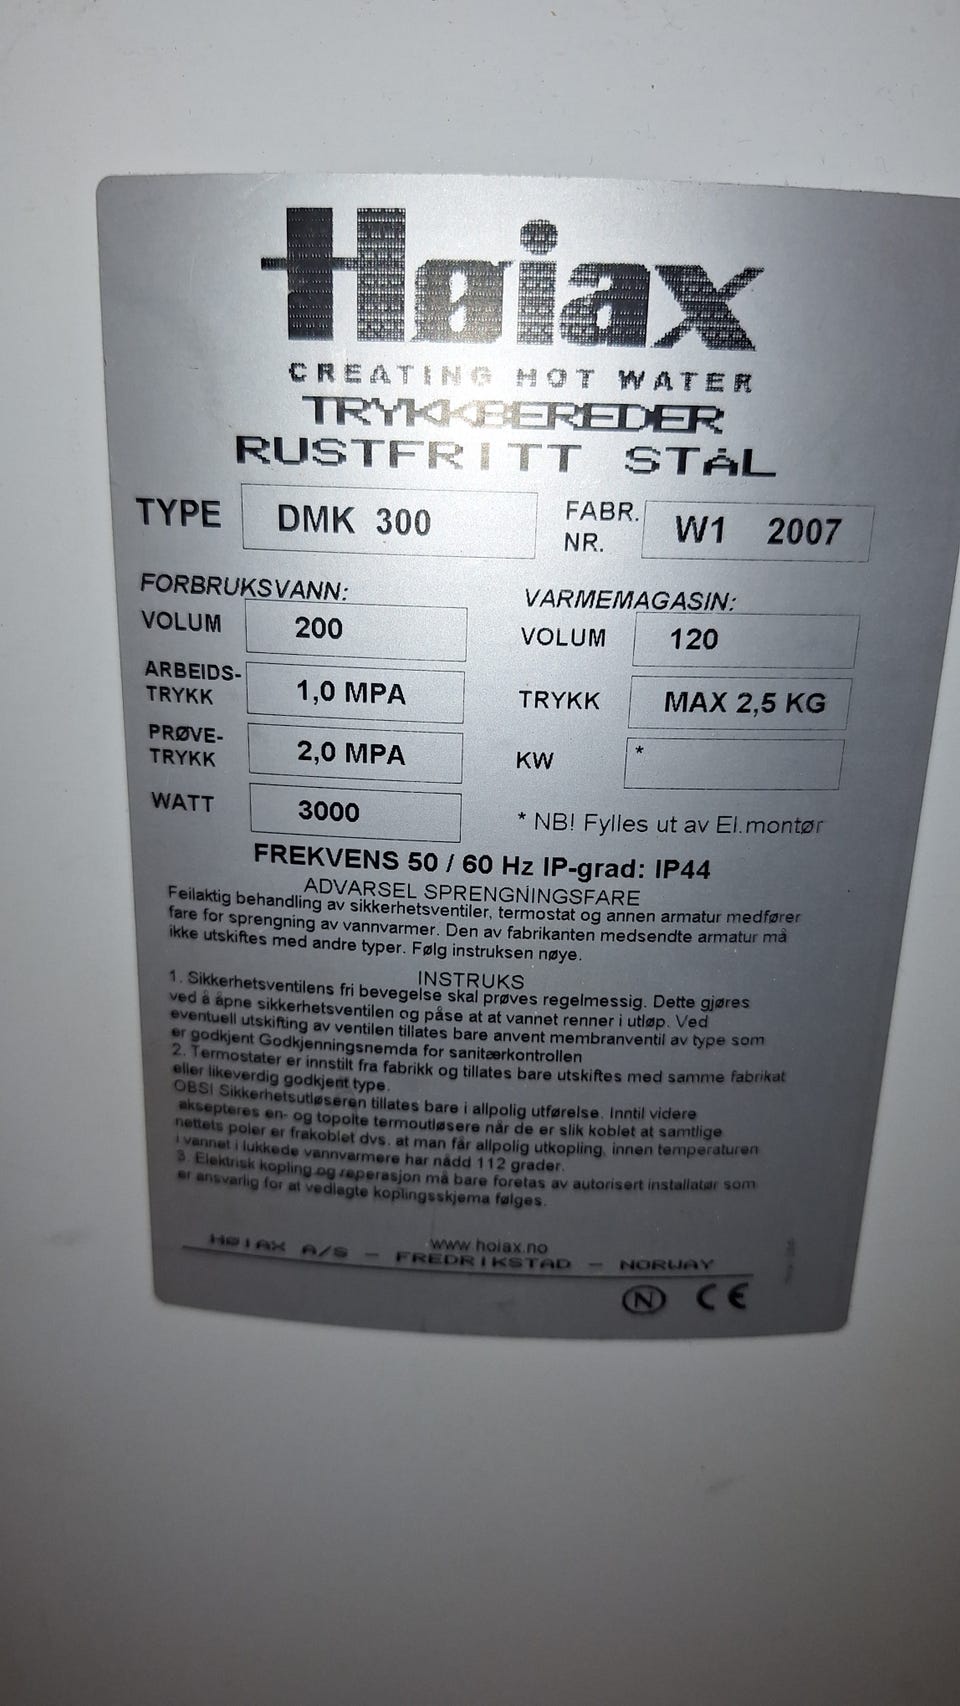 Høiax
CREATING HOT WATER
TRYKKBEREDER
RUSTFRITT STÅL
TYPE DMK 300 FABR. NR. W1 2007
FORBRUKSVANN: VARMEMAGASIN:
VOLUM 200 VOLUM 120
ARBEIDS-TRYKK 1,0 MPA TRYKK MAX 2,5 KG
PRØVE-TRYKK 2,0 MPA KW *
WATT 3000 * NB! Fylles ut av El.montør
FREKVENS 50 / 60 Hz IP-grad: IP44
ADVARSEL SPRENGNINGSFARE
Feilaktig behandling av sikkerhetsventiler, termostat og annen armatur medfører
fare for sprengning av vannvarmer. Den av fabrikanten medsendte armatur må
ikke utskiftes med andre typer. Følg instruksen nøye.
INSTRUKS
1. Sikkerhetsventilens fri bevegelse skal prøves regelmessig. Dette gjøres
ved å åpne sikkerhetsventilen og påse at at vannet renner i utløp. Ved
eventuell utskifting av ventilen tillates bare anvent membranventil av type som
er godkjent Godkjenningsnemda for sanitærkontrollen
2. Termostater er innstilt fra fabrikk og tillates bare utskiftes med samme fabrikat
eller likeverdig godkjent type.
OBS! Sikkerhetsutløseren tillates bare i allpolig utførelse. Inntil videre
aksepteres en- og topolte termoutløsere når de er slik koblet at samtlige
nettets poler er frakoblet dvs. at man får allpolig utkopling, innen temperaturen
i vannet i lukkede vannvarmere har nådd 112 grader.
3. Elektrisk kopling og reperasjon må bare foretas av autorisert installatør som
er ansvarlig for at vedlagte koplingsskjema følges.
www.hoiax.no
HØIAX A/S - FREDRIKSTAD - NORWAY
N CE